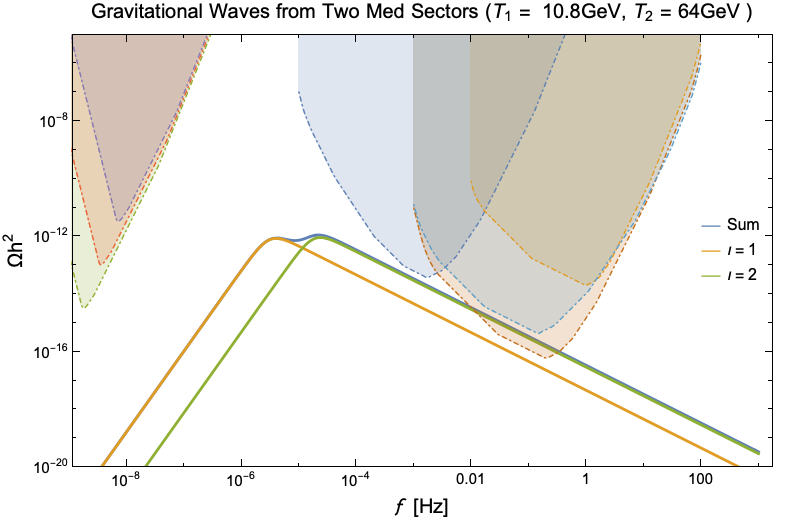 Gravitational Waves from Two Med Sectors (T₁ = 10.8GeV, T₂ = 64GeV )
10⁻⁸
10⁻¹²
10⁻¹⁶
10⁻²⁰
Ωh²
Sum
ı = 1
ı = 2
10⁻⁸ 10⁻⁶ 10⁻⁴ 0.01 1 100
f [Hz]